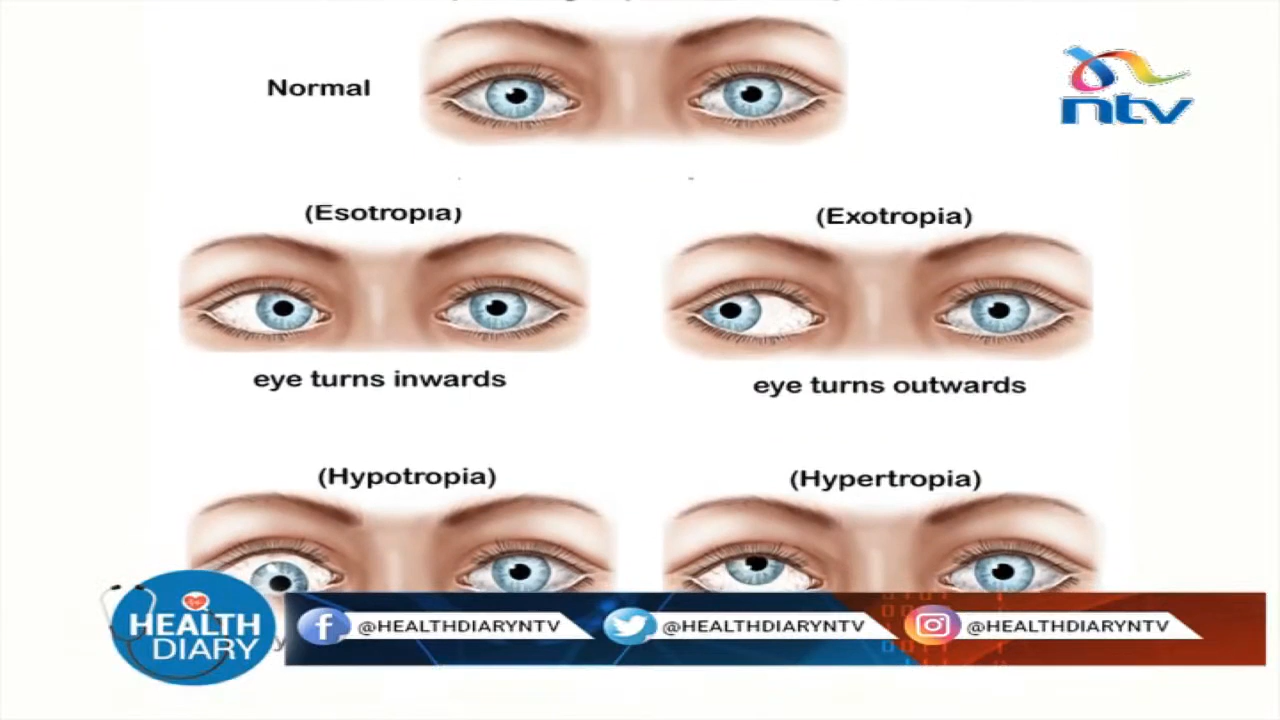 Normal
ntv
(Esotropia)
(Exotropia)
eye turns inwards
eye turns outwards
(Hypotropia)
(Hypertropia)
HEALTH
DIARY
@HEALTHDIARYNTV
@HEALTHDIARYNTV
@HEALTHDIARYNTV